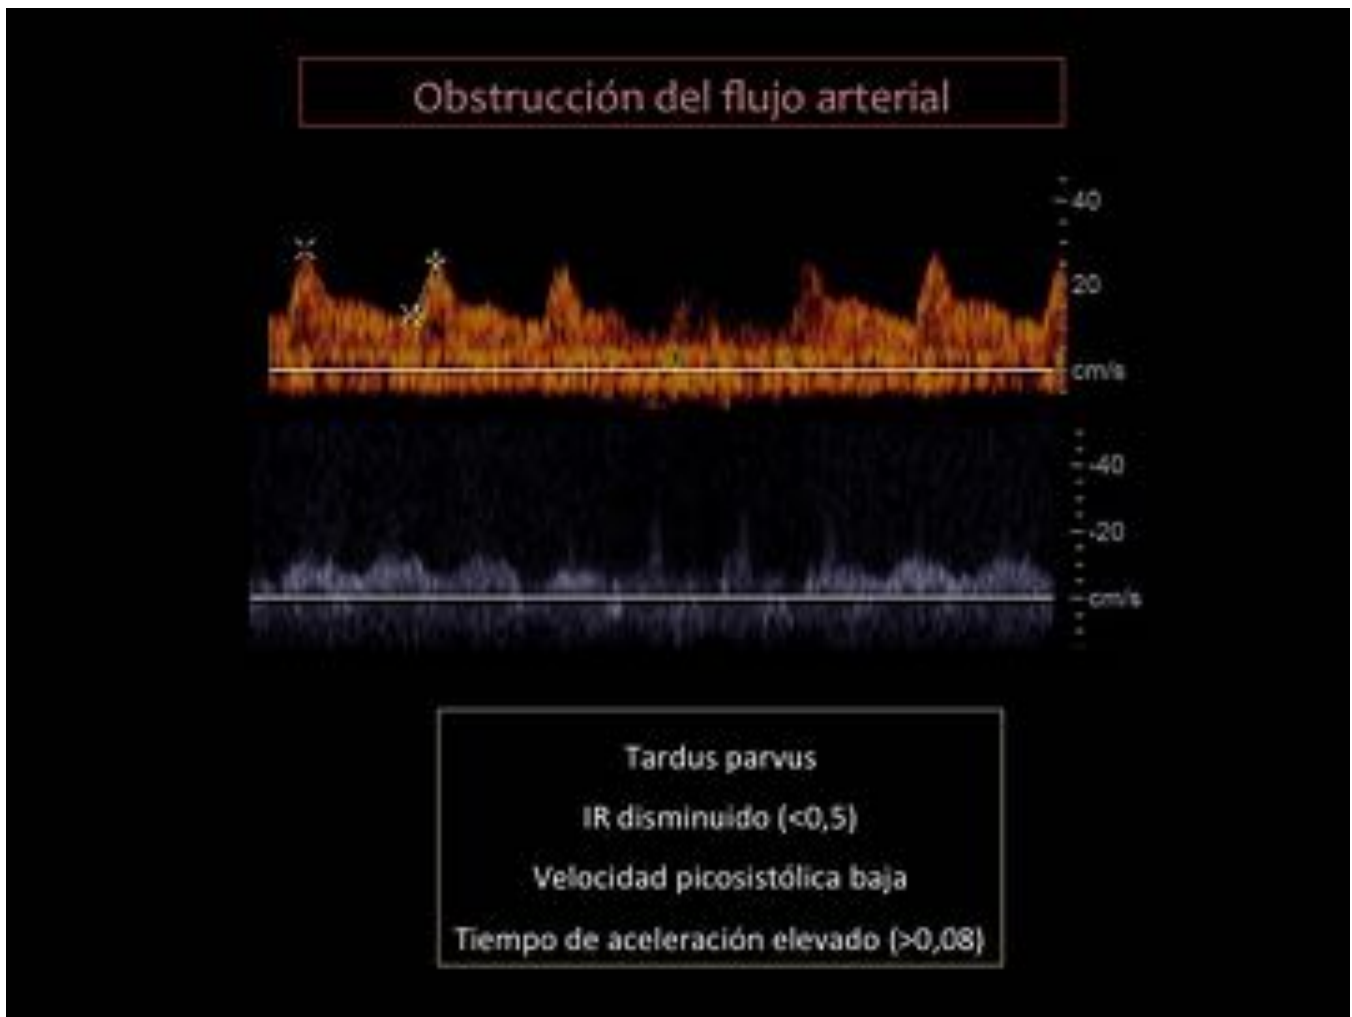 Obstrucción del flujo arterial
40
20
cm/s
-40
-20
cm/s
Tardus parvus
IR disminuido (<0,5)
Velocidad picosistólica baja
Tiempo de aceleración elevado (>0,08)